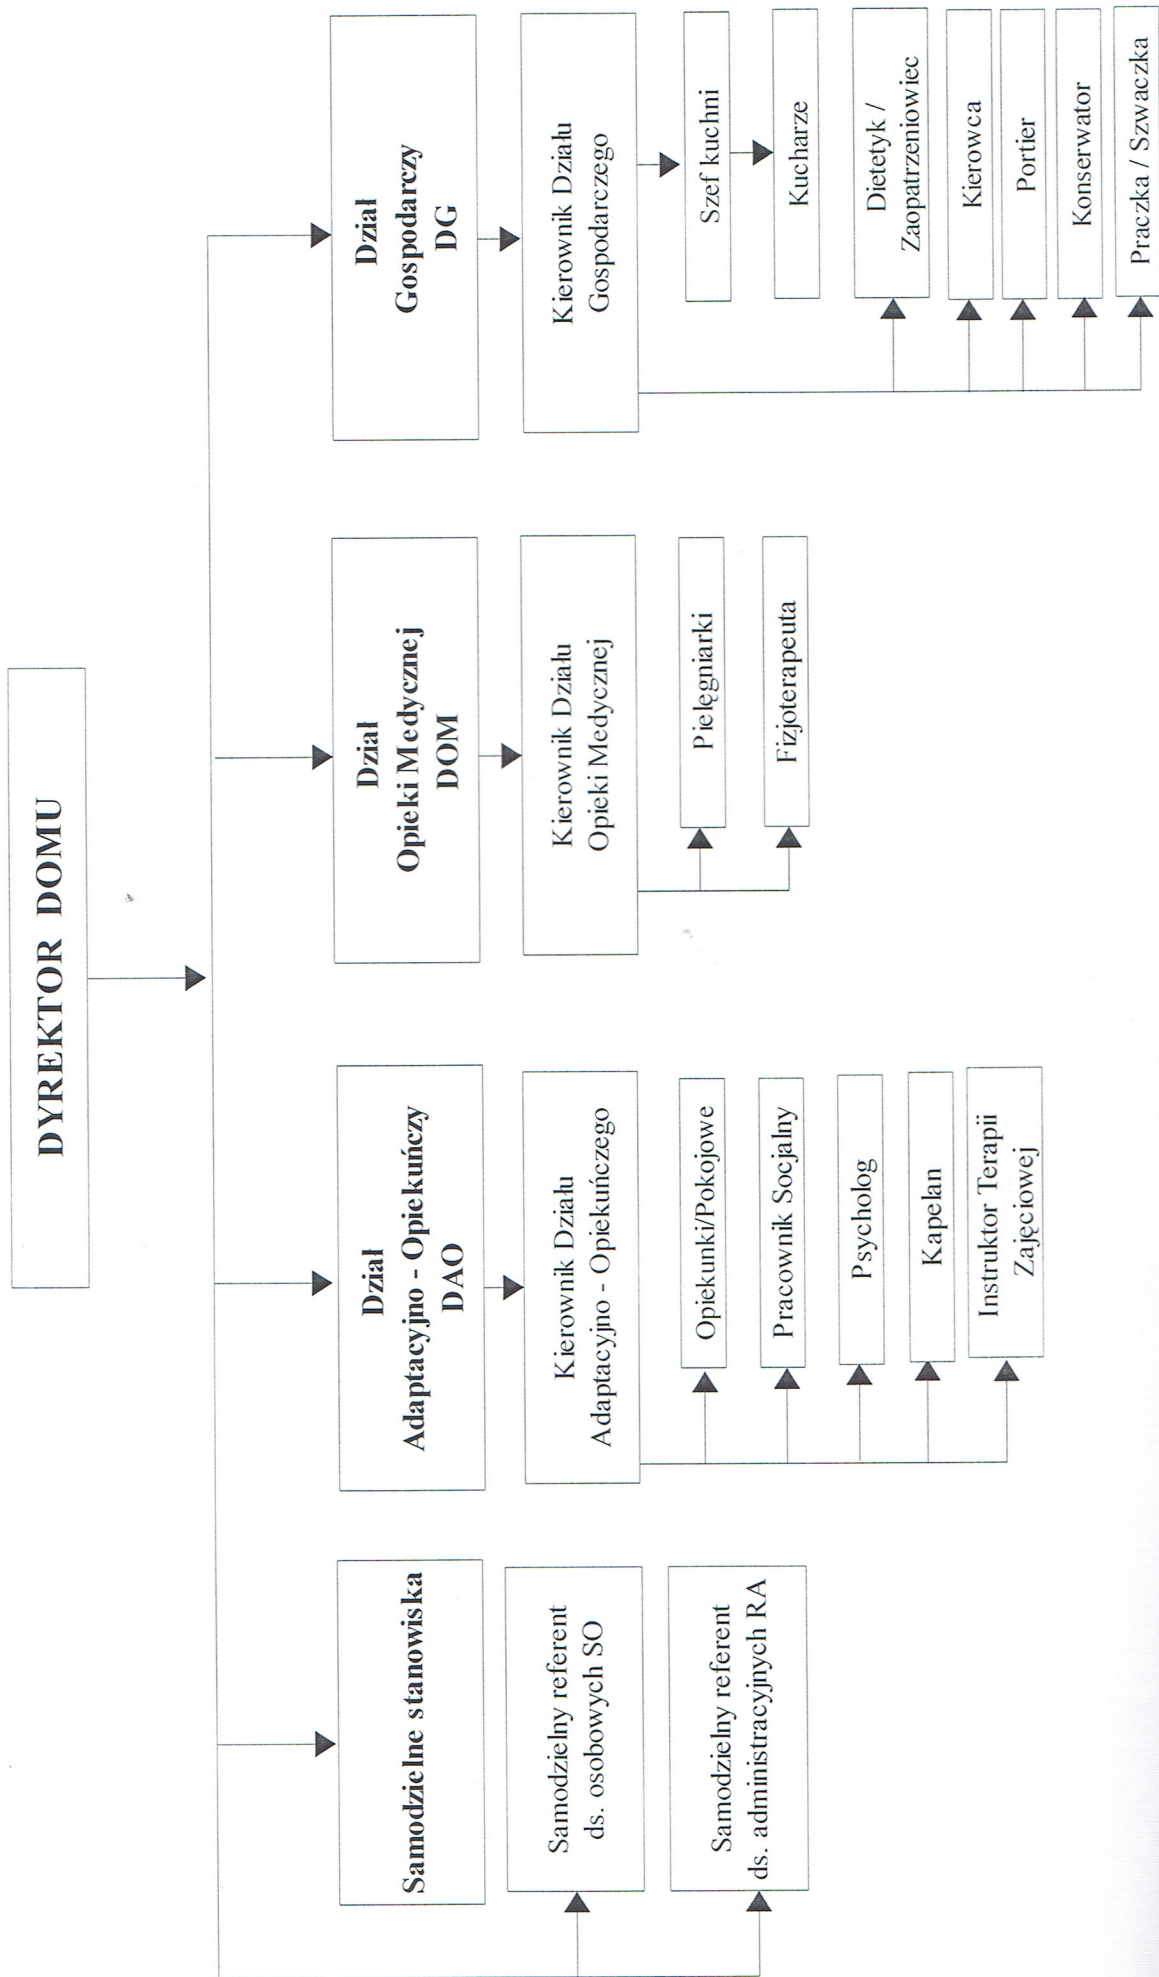 DYREKTOR DOMU
Samodzielne stanowiska
Samodzielny referent
ds. osobowych SO
Samodzielny referent
ds. administracyjnych RA
Dział
Adaptacyjno - Opiekuńczy
DAO
Kierownik Działu
Adaptacyjno - Opiekuńczego
Opiekunki/Pokojowe
Pracownik Socjalny
Psycholog
Kapelan
Instruktor Terapii
Zajęciowej
Dział
Opieki Medycznej
DOM
Kierownik Działu
Opieki Medycznej
Pielęgniarki
Fizjoterapeuta
Dział
Gospodarczy
DG
Kierownik Działu
Gospodarczego
Szef kuchni
Kucharze
Dietetyk /
Zaopatrzeniowiec
Kierowca
Portier
Konserwator
Praczka / Szwaczka